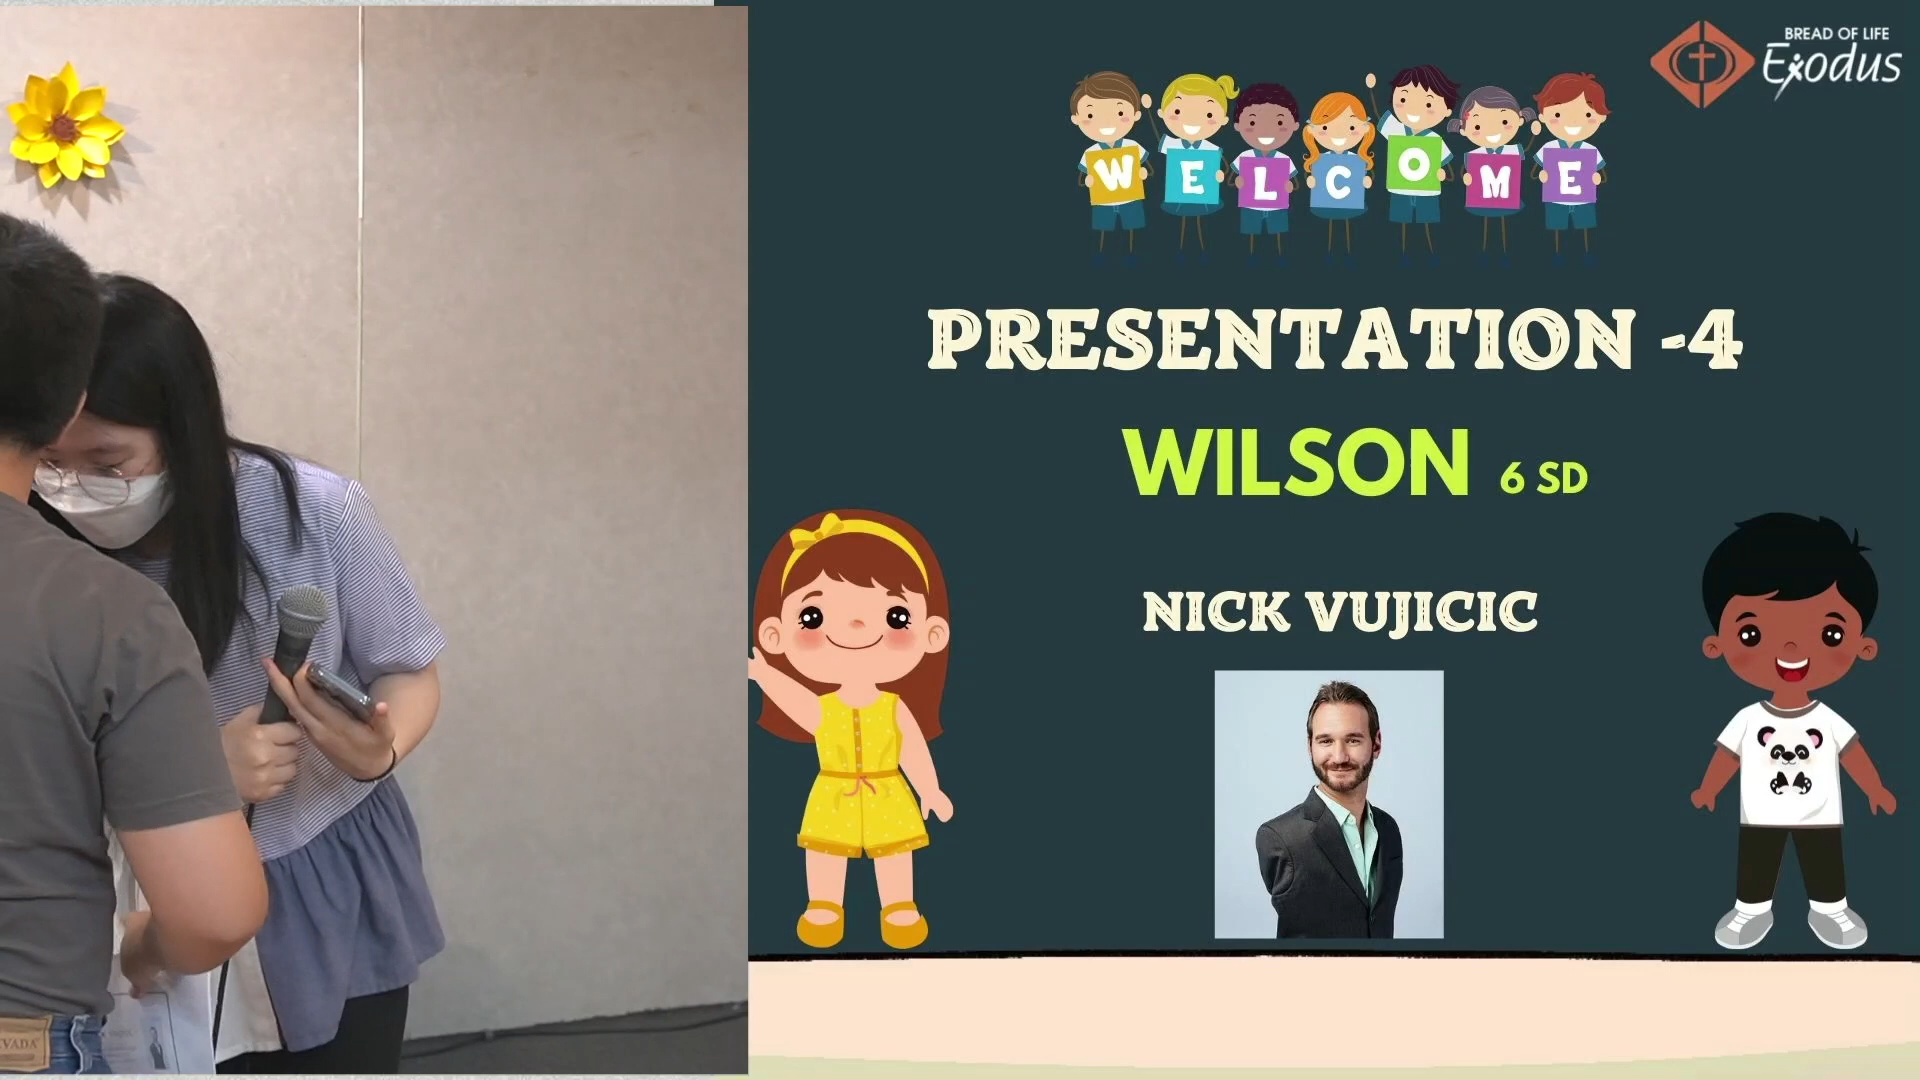 BREAD OF LIFE
Exodus
WELCOME
PRESENTATION -4
WILSON 6 SD
NICK VUJICIC